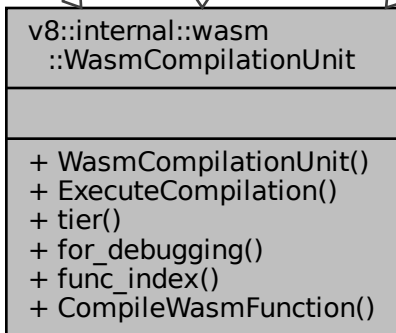 v8::internal::wasm
::WasmCompilationUnit
+ WasmCompilationUnit()
+ ExecuteCompilation()
+ tier()
+ for_debugging()
+ func_index()
+ CompileWasmFunction()